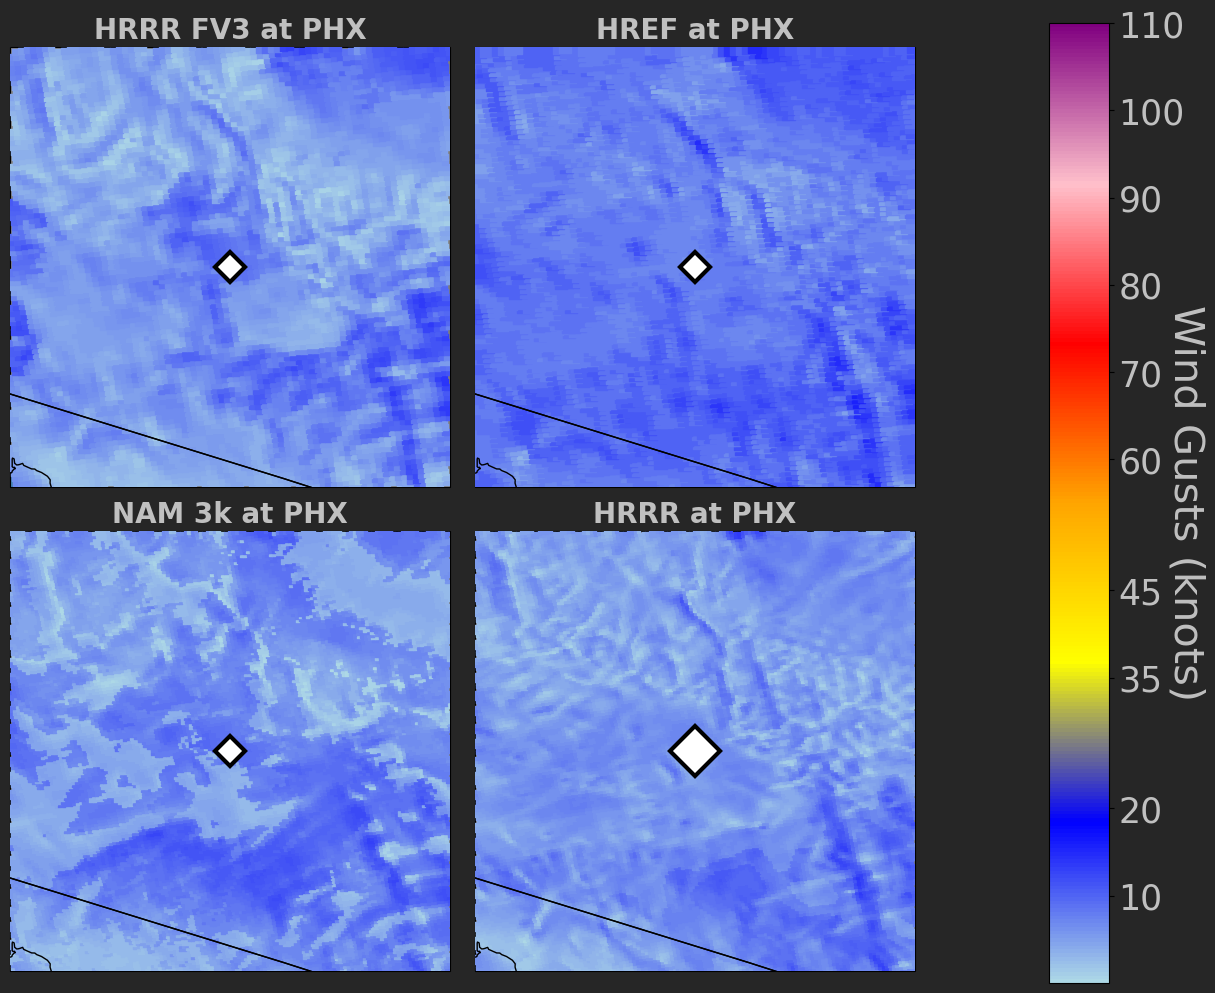 HRRR FV3 at PHX
HREF at PHX
NAM 3k at PHX
HRRR at PHX
110
100
90
80
70
60
45
35
20
10
Wind Gusts (knots)